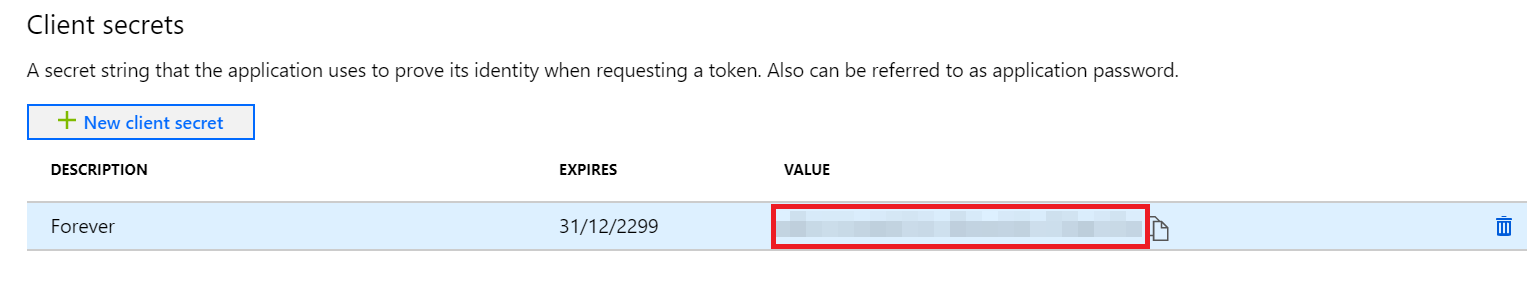 Client secrets
A secret string that the application uses to prove its identity when requesting a token. Also can be referred to as application password.
New client secret
DESCRIPTION EXPIRES VALUE
Forever 31/12/2299